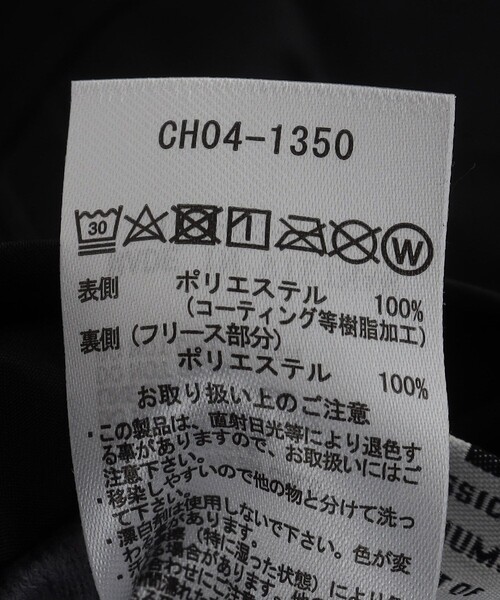 CH04-1350
30
W
表側 ポリエステル 100%
(コーティング等樹脂加工)
裏側 (フリース部分)
ポリエステル 100%
お取り扱い上のご注意
・この製品は、直射日光等により退色す
る事がありますので、お取扱いにはご
注意下さい。
・移染しやすいので他の物と分けて洗っ
て下さい。
・漂白剤は使用しないで下さい。色が変
わ
(特に湿った状態)により